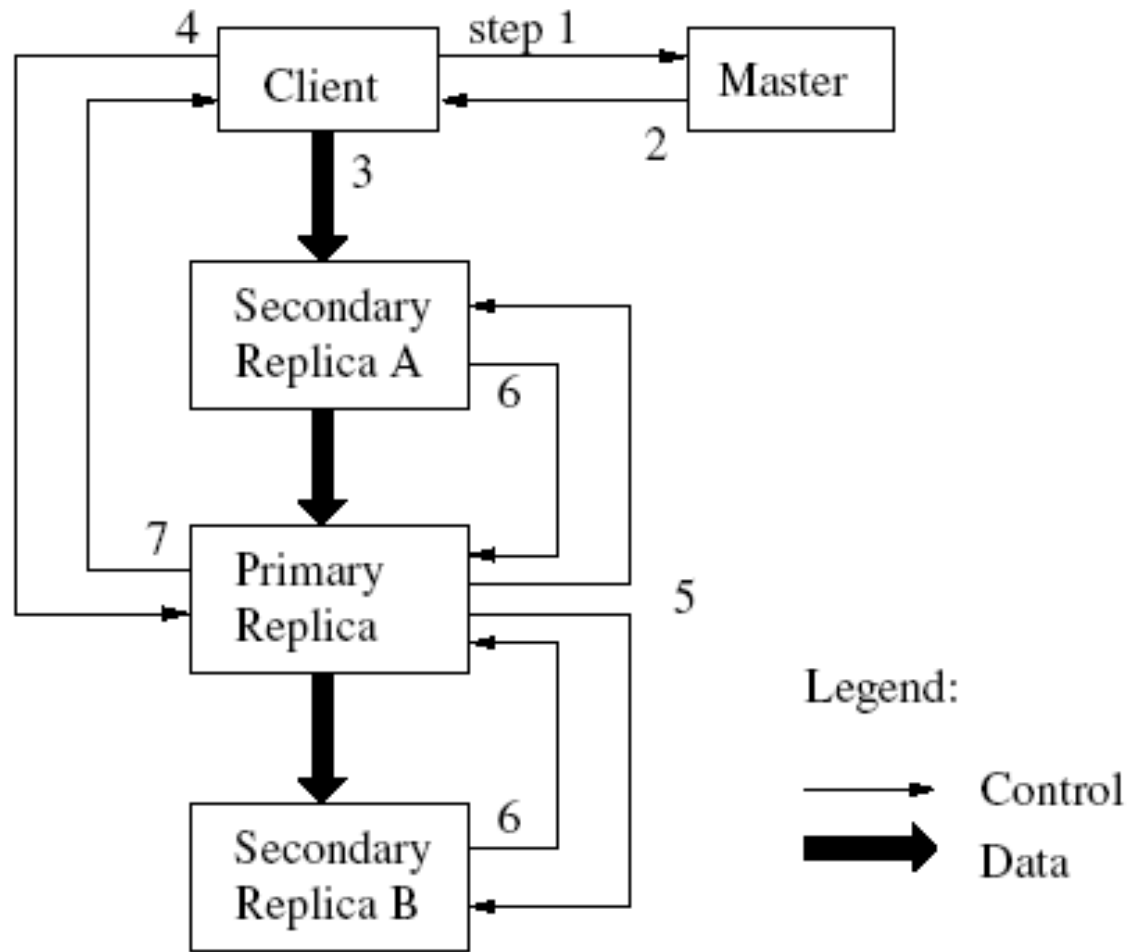 4
step 1
Client
Master
2
3
Secondary
Replica A
6
7
Primary
Replica
5
Legend:
Control
6
Secondary
Replica B
Data